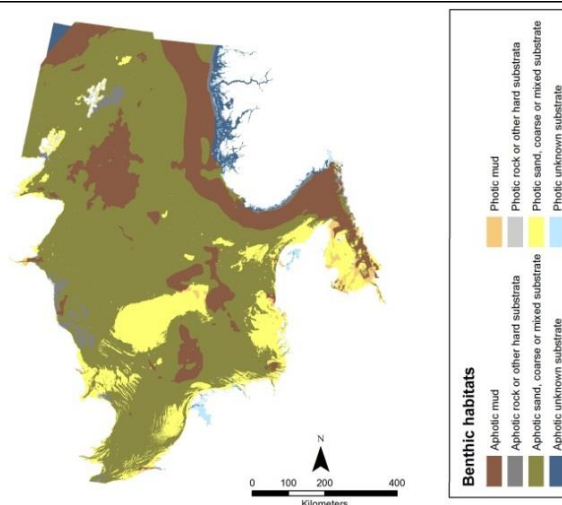 N
0 100 200 400
Kilometers
Benthic habitats
Aphotic mud
Aphotic rock or other hard substrata
Aphotic sand, coarse or mixed substrate
Aphotic unknown substrate
Photic mud
Photic rock or other hard substrata
Photic sand, coarse or mixed substrate
Photic unknown substrate